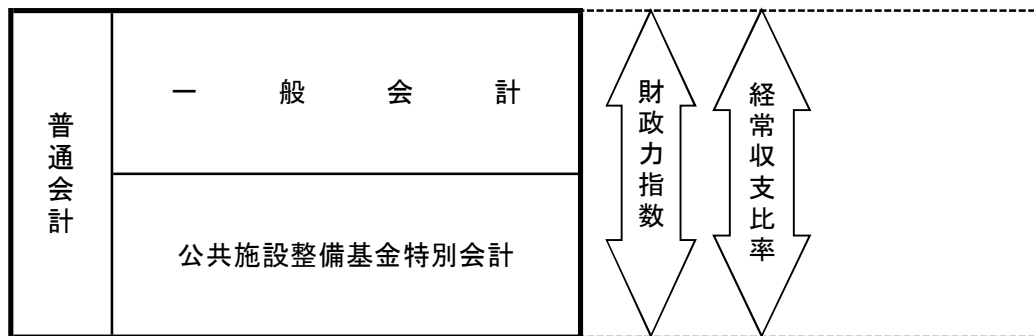 普通会計
一般会計
公共施設整備基金特別会計
財政力指数
経常収支比率